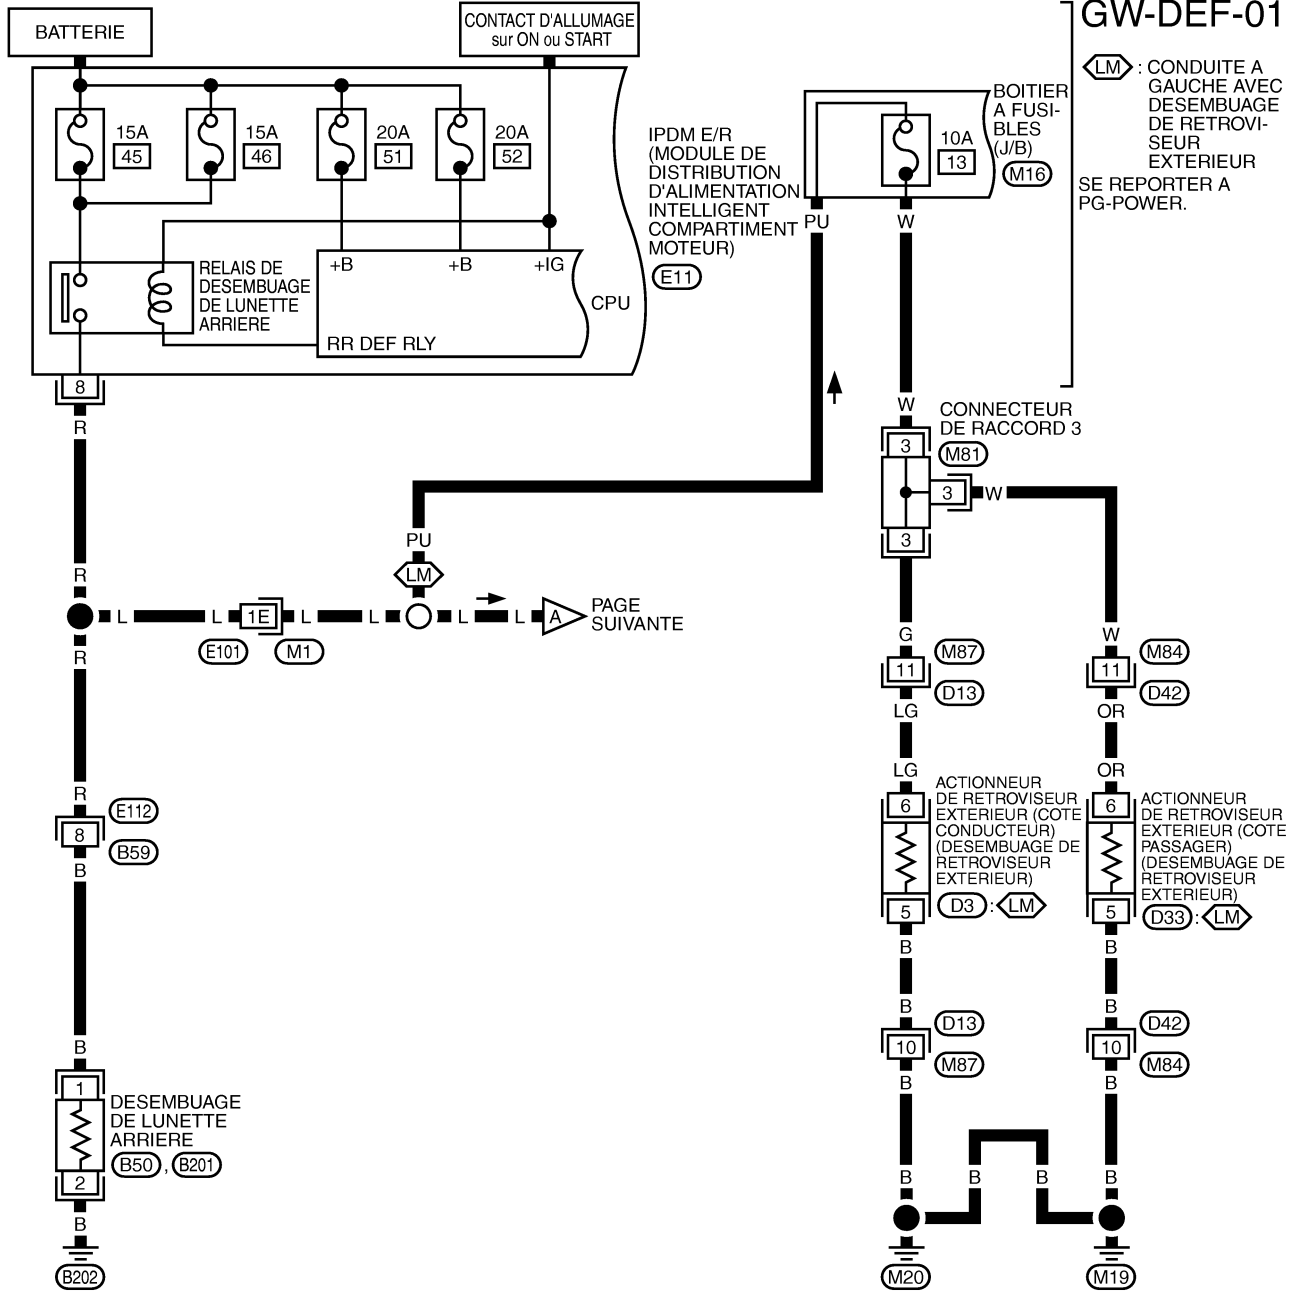 GW-DEF-01
BATTERIE
CONTACT D'ALLUMAGE
sur ON ou START
15A
45
15A
46
20A
51
20A
52
IPDM E/R
(MODULE DE
DISTRIBUTION
D'ALIMENTATION
INTELLIGENT
COMPARTIMENT
MOTEUR)
E11
RELAIS DE
DESEMBUAGE
DE LUNETTE
ARRIERE
+B
+B
+IG
CPU
RR DEF RLY
BOITIER
A FUSI-
BLES
(J/B)
M16
10A
13
LM : CONDUITE A
GAUCHE AVEC
DESEMBUAGE
DE RETROVI-
SEUR
EXTERIEUR
SE REPORTER A
PG-POWER.
PU
W
8
R
W
CONNECTEUR
DE RACCORD 3
M81
3
3
W
3
PU
LM
R
L
L
1E
L
L
L
L
A
PAGE
SUIVANTE
E101
M1
R
G
W
M87
M84
11
11
D13
D42
LG
OR
LG
OR
R
E112
8
B59
B
6
ACTIONNEUR
DE RETROVISEUR
EXTERIEUR (COTE
CONDUCTEUR)
(DESEMBUAGE DE
RETROVISEUR
EXTERIEUR)
D3 : LM
5
6
ACTIONNEUR
DE RETROVISEUR
EXTERIEUR (COTE
PASSAGER)
(DESEMBUAGE DE
RETROVISEUR
EXTERIEUR)
D33 : LM
5
B
B
B
B
D13
D42
10
10
M87
M84
B
B
B
1
DESEMBUAGE
DE LUNETTE
ARRIERE
B50 , B201
2
B
B202
B
B
B
B
M20
M19